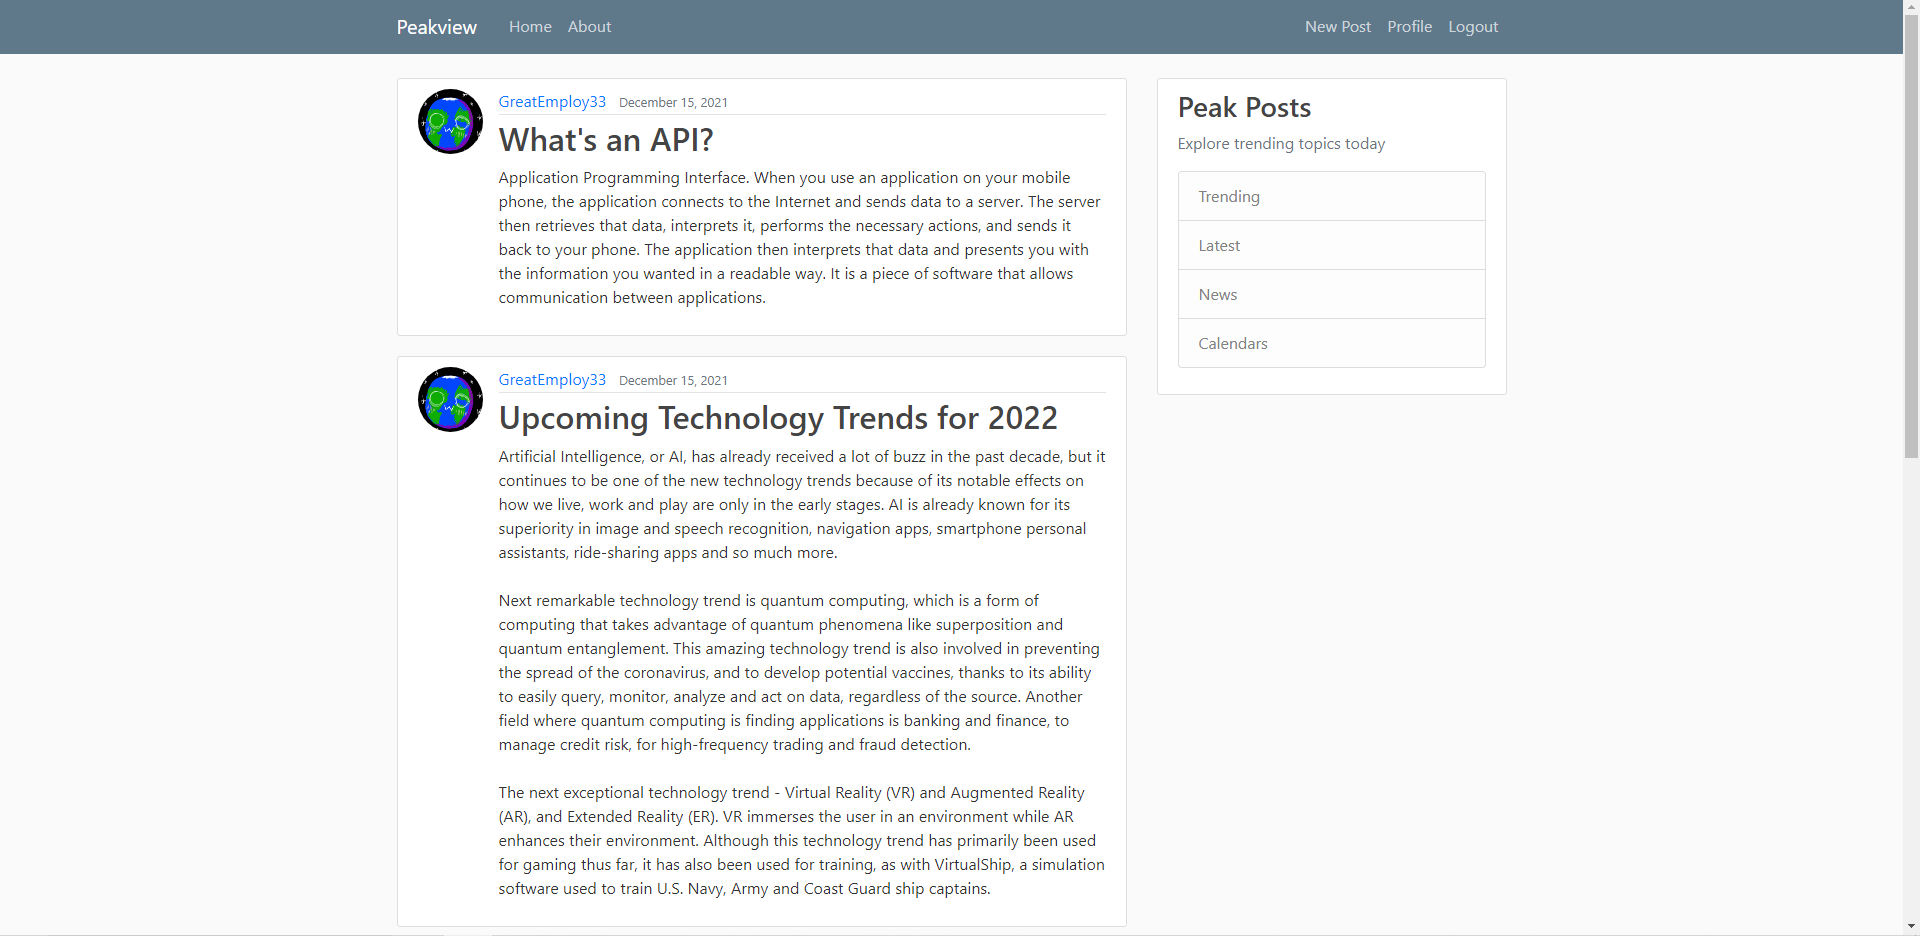 Peakview Home About New Post Profile Logout
GreatEmploy33 December 15, 2021
What's an API?
Application Programming Interface. When you use an application on your mobile
phone, the application connects to the Internet and sends data to a server. The server
then retrieves that data, interprets it, performs the necessary actions, and sends it
back to your phone. The application then interprets that data and presents you with
the information you wanted in a readable way. It is a piece of software that allows
communication between applications.
GreatEmploy33 December 15, 2021
Upcoming Technology Trends for 2022
Artificial Intelligence, or AI, has already received a lot of buzz in the past decade, but it
continues to be one of the new technology trends because of its notable effects on
how we live, work and play are only in the early stages. AI is already known for its
superiority in image and speech recognition, navigation apps, smartphone personal
assistants, ride-sharing apps and so much more.
Next remarkable technology trend is quantum computing, which is a form of
computing that takes advantage of quantum phenomena like superposition and
quantum entanglement. This amazing technology trend is also involved in preventing
the spread of the coronavirus, and to develop potential vaccines, thanks to its ability
to easily query, monitor, analyze and act on data, regardless of the source. Another
field where quantum computing is finding applications is banking and finance, to
manage credit risk, for high-frequency trading and fraud detection.
The next exceptional technology trend - Virtual Reality (VR) and Augmented Reality
(AR), and Extended Reality (ER). VR immerses the user in an environment while AR
enhances their environment. Although this technology trend has primarily been used
for gaming thus far, it has also been used for training, as with VirtualShip, a simulation
software used to train U.S. Navy, Army and Coast Guard ship captains.
Peak Posts
Explore trending topics today
Trending
Latest
News
Calendars